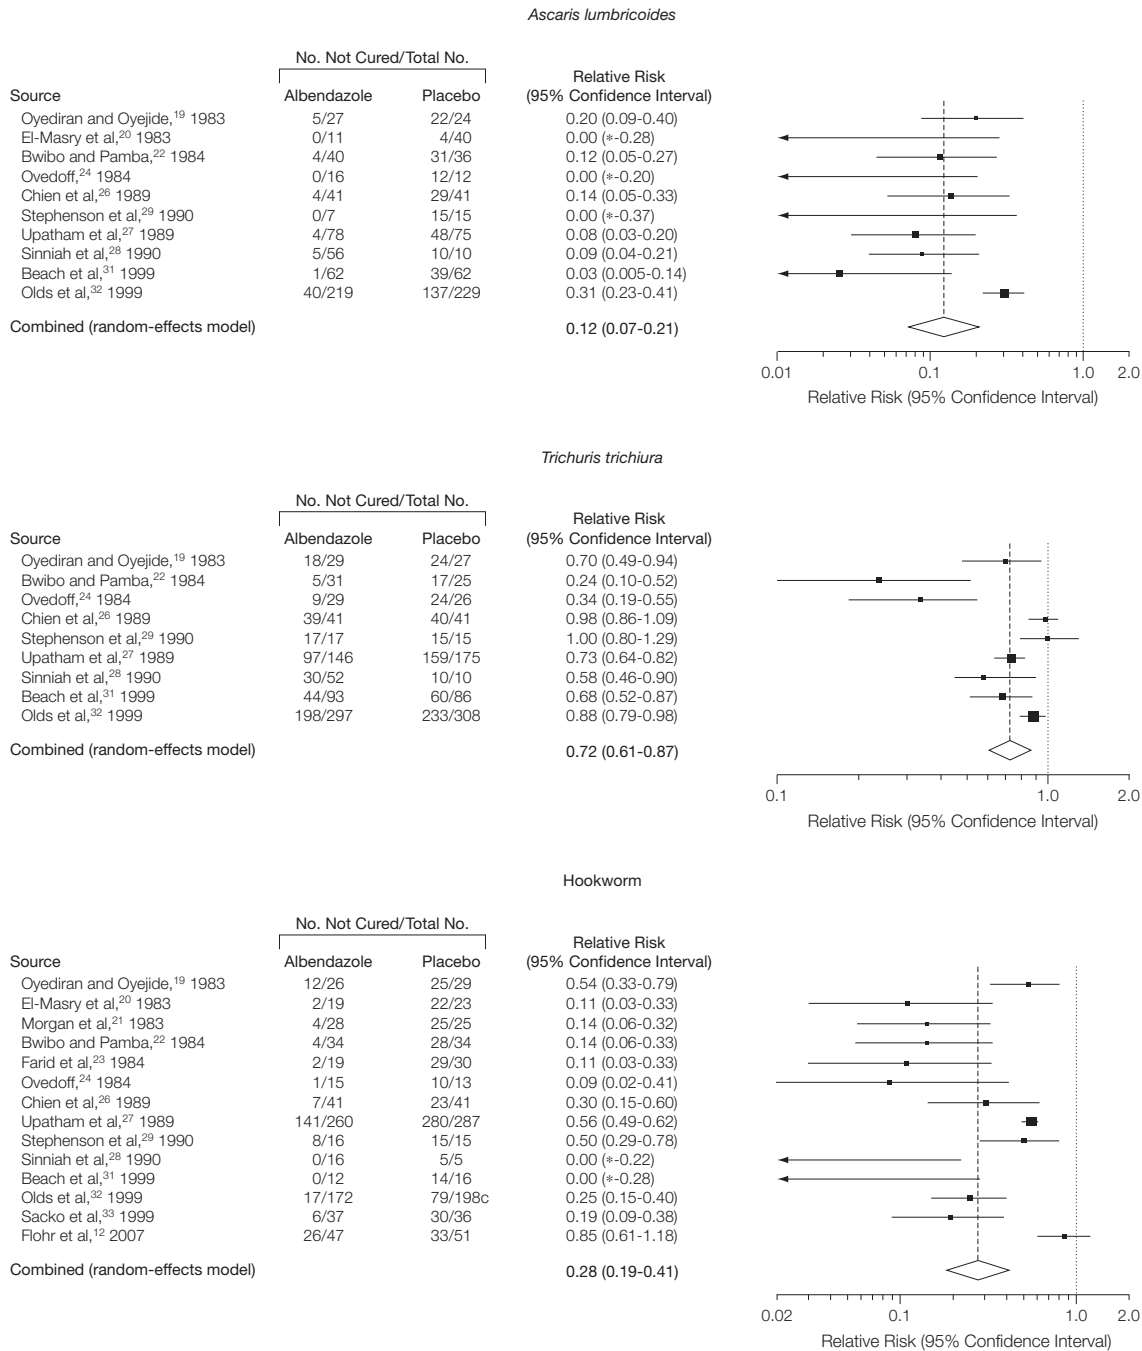 Ascaris lumbricoides
No. Not Cured/Total No.
Relative Risk
Source Albendazole Placebo (95% Confidence Interval)
Oyediran and Oyejide,19 1983 5/27 22/24 0.20 (0.09-0.40)
El-Masry et al,20 1983 0/11 4/40 0.00 (*-0.28)
Bwibo and Pamba,22 1984 4/40 31/36 0.12 (0.05-0.27)
Ovedoff,24 1984 0/16 12/12 0.00 (*-0.20)
Chien et al,26 1989 4/41 29/41 0.14 (0.05-0.33)
Stephenson et al,29 1990 0/7 15/15 0.00 (*-0.37)
Upatham et al,27 1989 4/78 48/75 0.08 (0.03-0.20)
Sinniah et al,28 1990 5/56 10/10 0.09 (0.04-0.21)
Beach et al,31 1999 1/62 39/62 0.03 (0.005-0.14)
Olds et al,32 1999 40/219 137/229 0.31 (0.23-0.41)
Combined (random-effects model) 0.12 (0.07-0.21)
0.01 0.1 1.0 2.0
Relative Risk (95% Confidence Interval)
Trichuris trichiura
No. Not Cured/Total No.
Relative Risk
Source Albendazole Placebo (95% Confidence Interval)
Oyediran and Oyejide,19 1983 18/29 24/27 0.70 (0.49-0.94)
Bwibo and Pamba,22 1984 5/31 17/25 0.24 (0.10-0.52)
Ovedoff,24 1984 9/29 24/26 0.34 (0.19-0.55)
Chien et al,26 1989 39/41 40/41 0.98 (0.86-1.09)
Stephenson et al,29 1990 17/17 15/15 1.00 (0.80-1.29)
Upatham et al,27 1989 97/146 159/175 0.73 (0.64-0.82)
Sinniah et al,28 1990 30/52 10/10 0.58 (0.46-0.90)
Beach et al,31 1999 44/93 60/86 0.68 (0.52-0.87)
Olds et al,32 1999 198/297 233/308 0.88 (0.79-0.98)
Combined (random-effects model) 0.72 (0.61-0.87)
0.1 1.0 2.0
Relative Risk (95% Confidence Interval)
Hookworm
No. Not Cured/Total No.
Relative Risk
Source Albendazole Placebo (95% Confidence Interval)
Oyediran and Oyejide,19 1983 12/26 25/29 0.54 (0.33-0.79)
El-Masry et al,20 1983 2/19 22/23 0.11 (0.03-0.33)
Morgan et al,21 1983 4/28 25/25 0.14 (0.06-0.32)
Bwibo and Pamba,22 1984 4/34 28/34 0.14 (0.06-0.33)
Farid et al,23 1984 2/19 29/30 0.11 (0.03-0.33)
Ovedoff,24 1984 1/15 10/13 0.09 (0.02-0.41)
Chien et al,26 1989 7/41 23/41 0.30 (0.15-0.60)
Upatham et al,27 1989 141/260 280/287 0.56 (0.49-0.62)
Stephenson et al,29 1990 8/16 15/15 0.50 (0.29-0.78)
Sinniah et al,28 1990 0/16 5/5 0.00 (*-0.22)
Beach et al,31 1999 0/12 14/16 0.00 (*-0.28)
Olds et al,32 1999 17/172 79/198c 0.25 (0.15-0.40)
Sacko et al,33 1999 6/37 30/36 0.19 (0.09-0.38)
Flohr et al,12 2007 26/47 33/51 0.85 (0.61-1.18)
Combined (random-effects model) 0.28 (0.19-0.41)
0.02 0.1 1.0 2.0
Relative Risk (95% Confidence Interval)